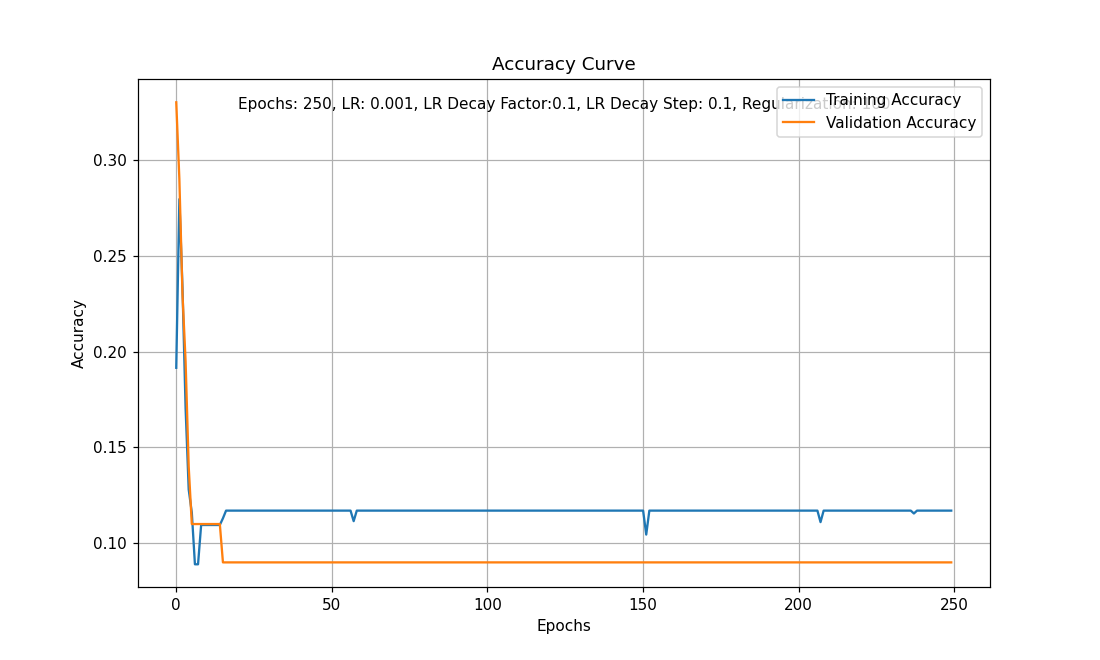 Accuracy Curve
Epochs: 250, LR: 0.001, LR Decay Factor:0.1, LR Decay Step: 0.1, Regularization: 100
Training Accuracy
Validation Accuracy
0.30
0.25
0.20
0.15
0.10
Accuracy
0 50 100 150 200 250
Epochs